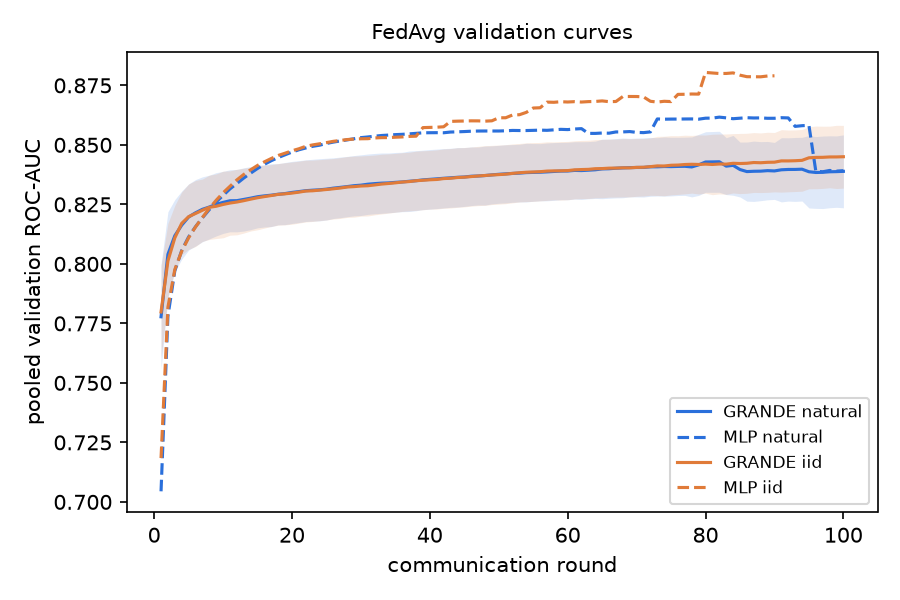 FedAvg validation curves
pooled validation ROC-AUC
0.875
0.850
0.825
0.800
0.775
0.750
0.725
0.700
0 20 40 60 80 100
communication round
GRANDE natural
MLP natural
GRANDE iid
MLP iid